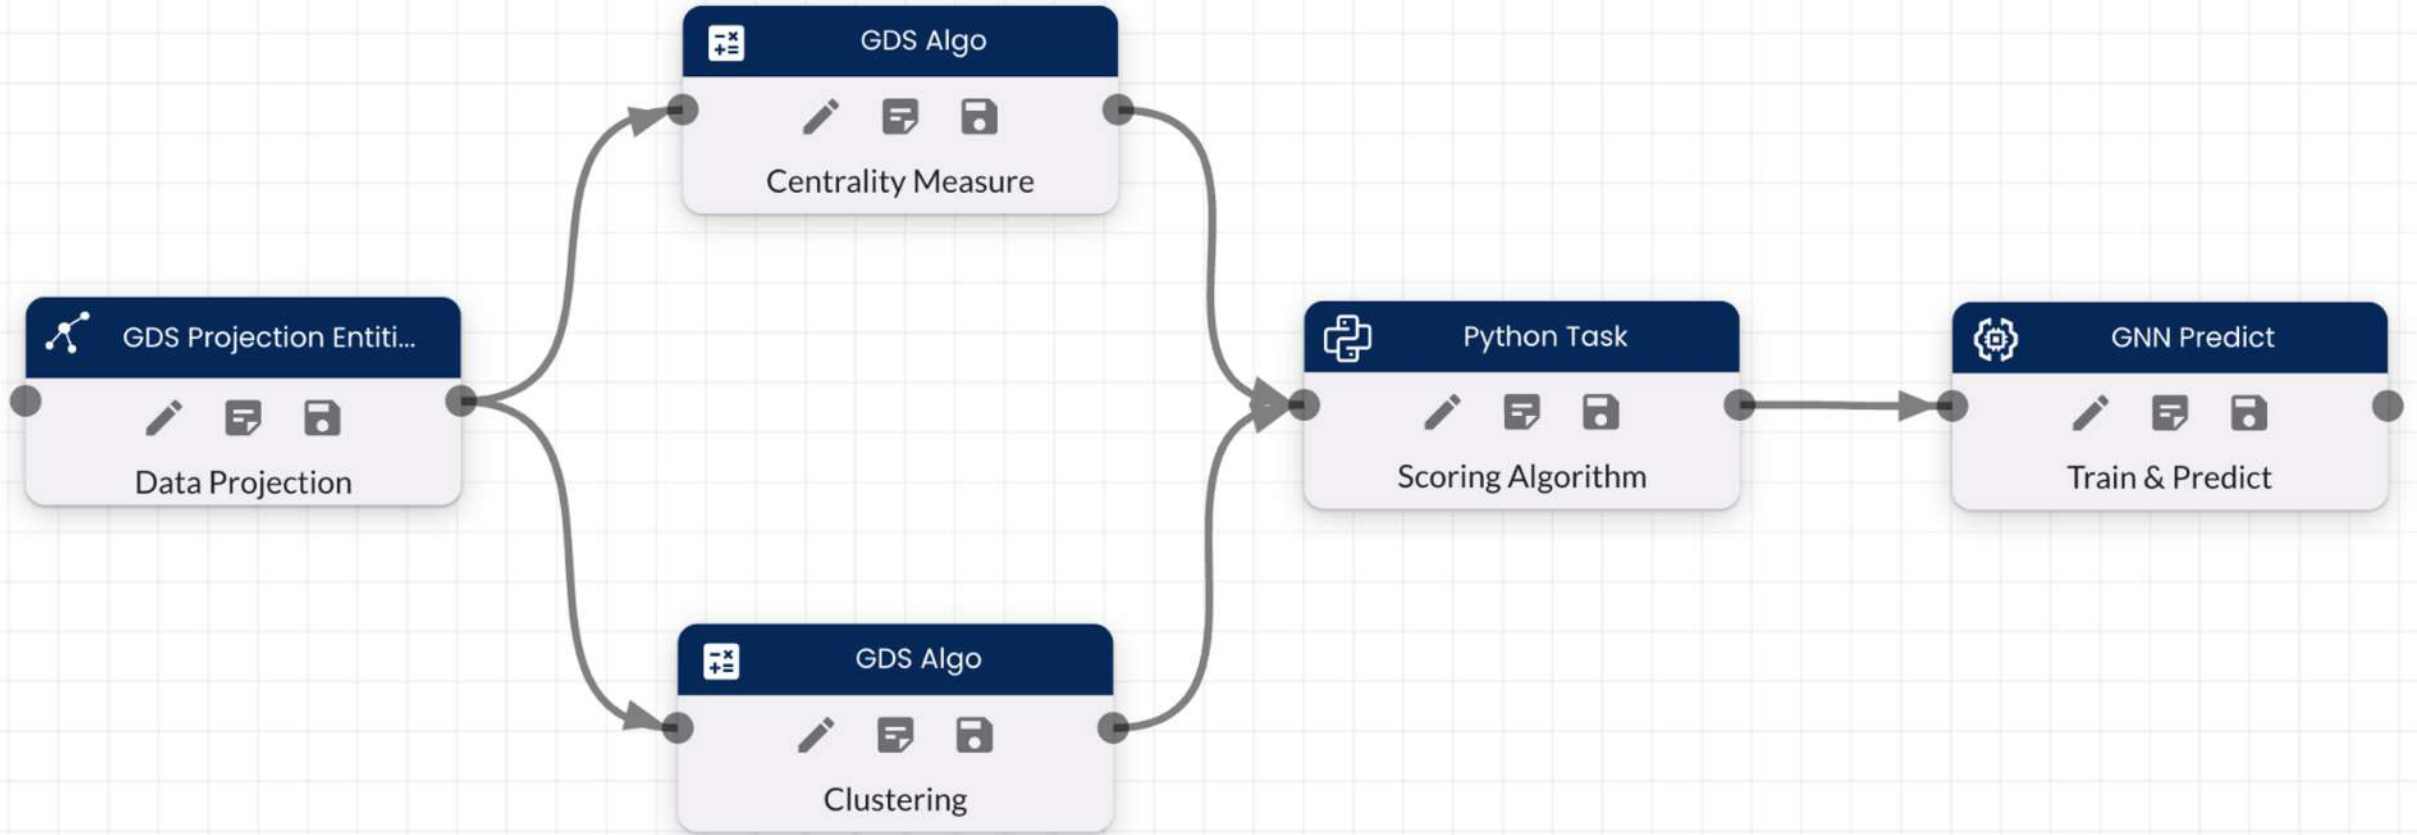 GDS Algo
Centrality Measure
GDS Projection Entiti...
Data Projection
Python Task
Scoring Algorithm
GNN Predict
Train & Predict
GDS Algo
Clustering